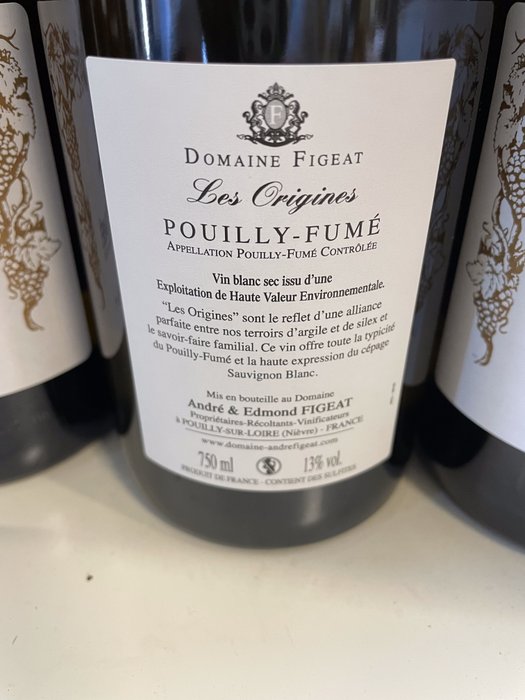 F
DOMAINE FIGEAT
Les Origines
POUILLY-FUMÉ
APPELLATION POUILLY-FUMÉ CONTRÔLÉE
Vin blanc sec issu d'une
Exploitation de Haute Valeur Environnementale.
"Les Origines" sont le reflet d'une alliance
parfaite entre nos terroirs d'argile et de silex et
le savoir-faire familial. Ce vin offre toute la typicité
du Pouilly-Fumé et la haute expression du cépage
Sauvignon Blanc.
Mis en bouteille au Domaine
André & Edmond FIGEAT
Propriétaires-Récoltants-Vinificateurs
à POUILLY-SUR-LOIRE (Nièvre) - FRANCE
www.domaine-andrefigeat.com
750 ml 13% vol.
PRODUIT DE FRANCE - CONTIENT DES SULFITES